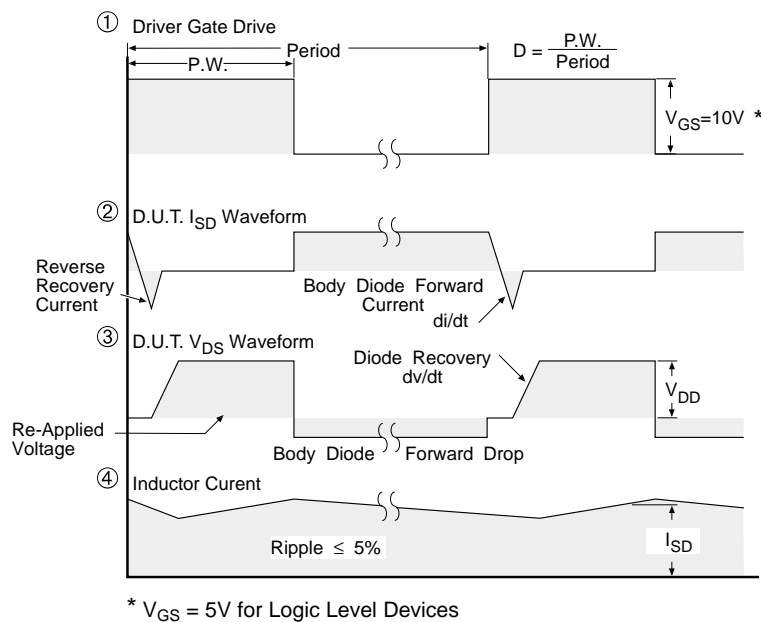 ① Driver Gate Drive
Period
P.W.
D = P.W. / Period
V_GS=10V *
② D.U.T. I_SD Waveform
Reverse
Recovery
Current
Body Diode Forward
Current
di/dt
③ D.U.T. V_DS Waveform
Diode Recovery
dv/dt
V_DD
Re-Applied
Voltage
Body Diode Forward Drop
④ Inductor Curent
Ripple ≤ 5%
I_SD
* V_GS = 5V for Logic Level Devices